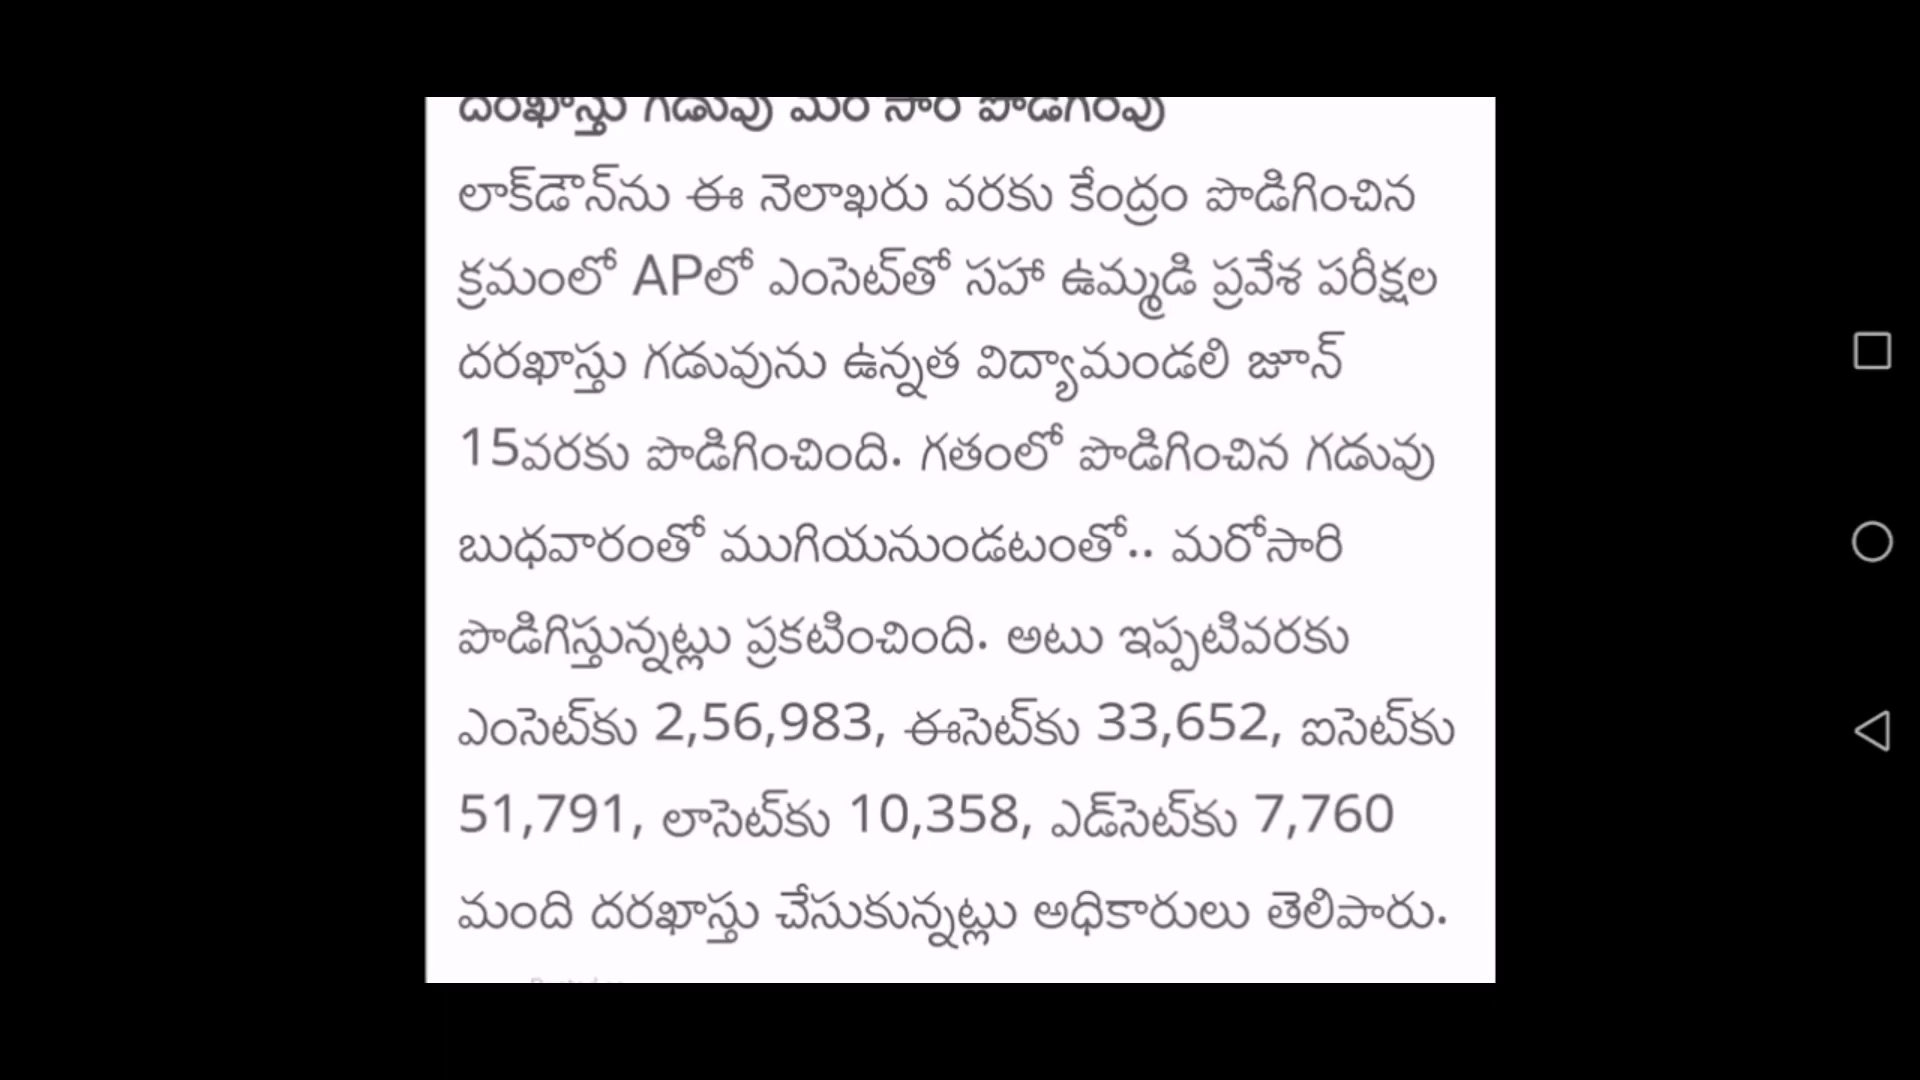 దరఖాస్తు గడువు పొడిగింపు
లాక్‌డౌన్‌ను ఈ నెలాఖరు వరకు కేంద్రం పొడిగించిన
క్రమంలో APలో ఎంసెట్‌తో సహా ఉమ్మడి ప్రవేశ పరీక్షల
దరఖాస్తు గడువును ఉన్నత విద్యామండలి జూన్
15వరకు పొడిగించింది. గతంలో పొడిగించిన గడువు
బుధవారంతో ముగియనుండటంతో.. మరోసారి
పొడిగిస్తున్నట్లు ప్రకటించింది. అటు ఇప్పటివరకు
ఎంసెట్‌కు 2,56,983, ఈసెట్‌కు 33,652, ఐసెట్‌కు
51,791, లాసెట్‌కు 10,358, ఎడ్‌సెట్‌కు 7,760
మంది దరఖాస్తు చేసుకున్నట్లు అధికారులు తెలిపారు.